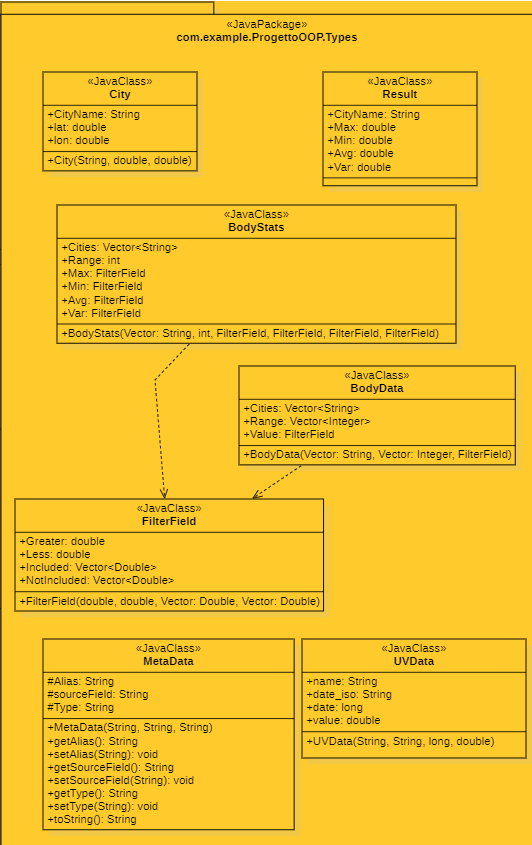 «JavaPackage»
com.example.ProgettoOOP.Types
«JavaClass»
City
+CityName: String
+lat: double
+lon: double
+City(String, double, double)
«JavaClass»
Result
+CityName: String
+Max: double
+Min: double
+Avg: double
+Var: double
«JavaClass»
BodyStats
+Cities: Vector<String>
+Range: int
+Max: FilterField
+Min: FilterField
+Avg: FilterField
+Var: FilterField
+BodyStats(Vector: String, int, FilterField, FilterField, FilterField, FilterField)
«JavaClass»
BodyData
+Cities: Vector<String>
+Range: Vector<Integer>
+Value: FilterField
+BodyData(Vector: String, Vector: Integer, FilterField)
«JavaClass»
FilterField
+Greater: double
+Less: double
+Included: Vector<Double>
+NotIncluded: Vector<Double>
+FilterField(double, double, Vector: Double, Vector: Double)
«JavaClass»
MetaData
#Alias: String
#sourceField: String
#Type: String
+MetaData(String, String, String)
+getAlias(): String
+setAlias(String): void
+getSourceField(): String
+setSourceField(String): void
+getType(): String
+setType(String): void
+toString(): String
«JavaClass»
UVData
+name: String
+date_iso: String
+date: long
+value: double
+UVData(String, String, long, double)